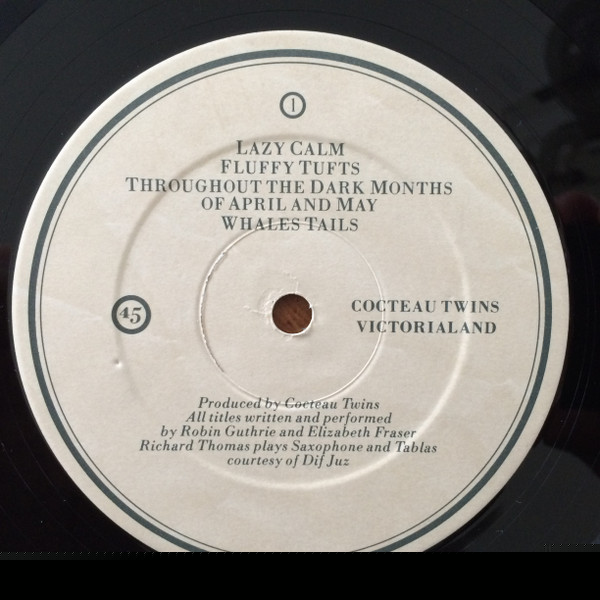 1
LAZY CALM
FLUFFY TUFTS
THROUGHOUT THE DARK MONTHS
OF APRIL AND MAY
WHALES TAILS
45
COCTEAU TWINS
VICTORIALAND
Produced by Cocteau Twins
All titles written and performed
by Robin Guthrie and Elizabeth Fraser
Richard Thomas plays Saxophone and Tablas
courtesy of Dif Juz